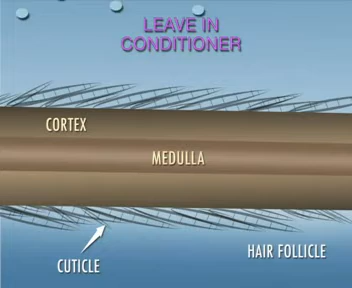 LEAVE IN
CONDITIONER
CORTEX
MEDULLA
HAIR FOLLICLE
CUTICLE